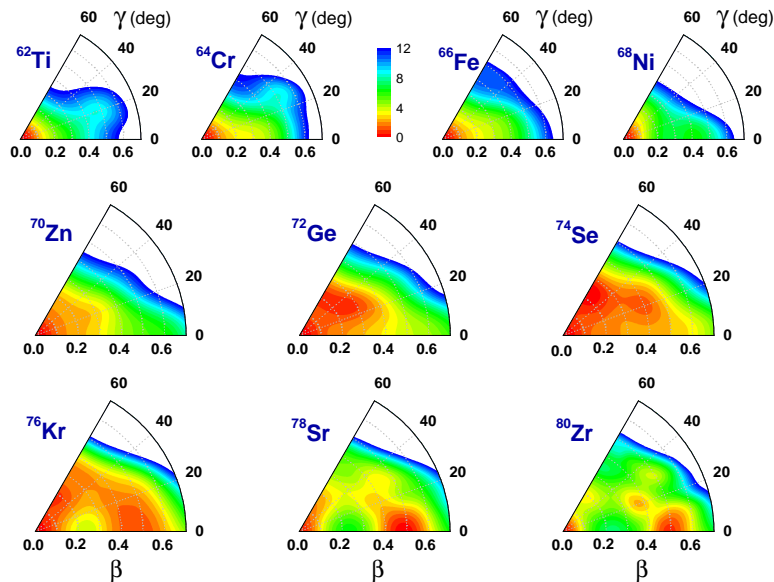 60 γ (deg) 60 γ (deg) 60 γ (deg) 60 γ (deg)
⁶²Ti 40 ⁶⁴Cr 40 12 ⁶⁶Fe 40 ⁶⁸Ni 40
8
20 20 4 20 20
0 0 0 0 0
0.0 0.2 0.4 0.6 0.0 0.2 0.4 0.6 0.0 0.2 0.4 0.6 0.0 0.2 0.4 0.6
60 60 60
⁷⁰Zn 40 ⁷²Ge 40 ⁷⁴Se 40
20 20 20
0 0 0
0.0 0.2 0.4 0.6 0.0 0.2 0.4 0.6 0.0 0.2 0.4 0.6
60 60 60
⁷⁶Kr 40 ⁷⁸Sr 40 ⁸⁰Zr 40
20 20 20
0 0 0
0.0 0.2 0.4 0.6 0.0 0.2 0.4 0.6 0.0 0.2 0.4 0.6
β β β